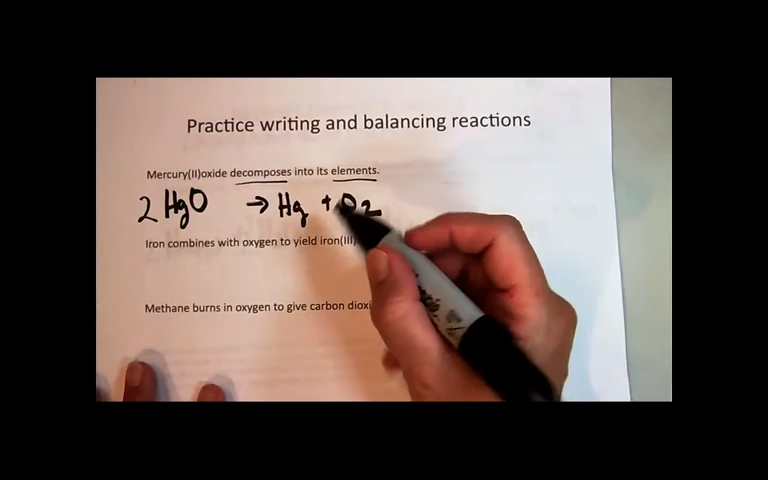 Practice writing and balancing reactions
Mercury(II)oxide decomposes into its elements.
2 HgO → Hg + O2
Iron combines with oxygen to yield iron(III)
Methane burns in oxygen to give carbon